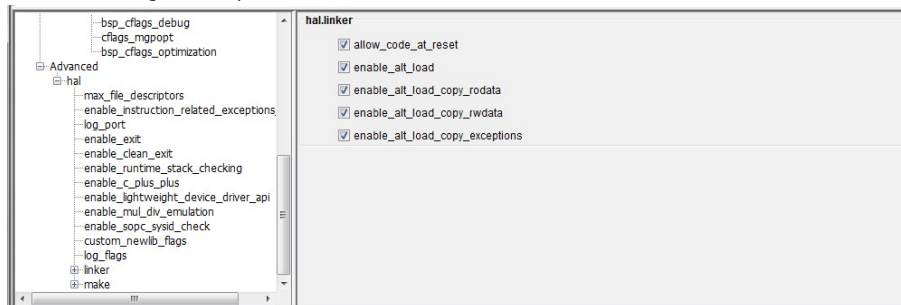 bsp_cflags_debug
cflags_mgpopt
bsp_cflags_optimization
Advanced
hal
max_file_descriptors
enable_instruction_related_exceptions_
log_port
enable_exit
enable_clean_exit
enable_runtime_stack_checking
enable_c_plus_plus
enable_lightweight_device_driver_api
enable_mul_div_emulation
enable_sopc_sysid_check
custom_newlib_flags
log_flags
linker
make
hal.linker
allow_code_at_reset
enable_alt_load
enable_alt_load_copy_rodata
enable_alt_load_copy_rwdata
enable_alt_load_copy_exceptions